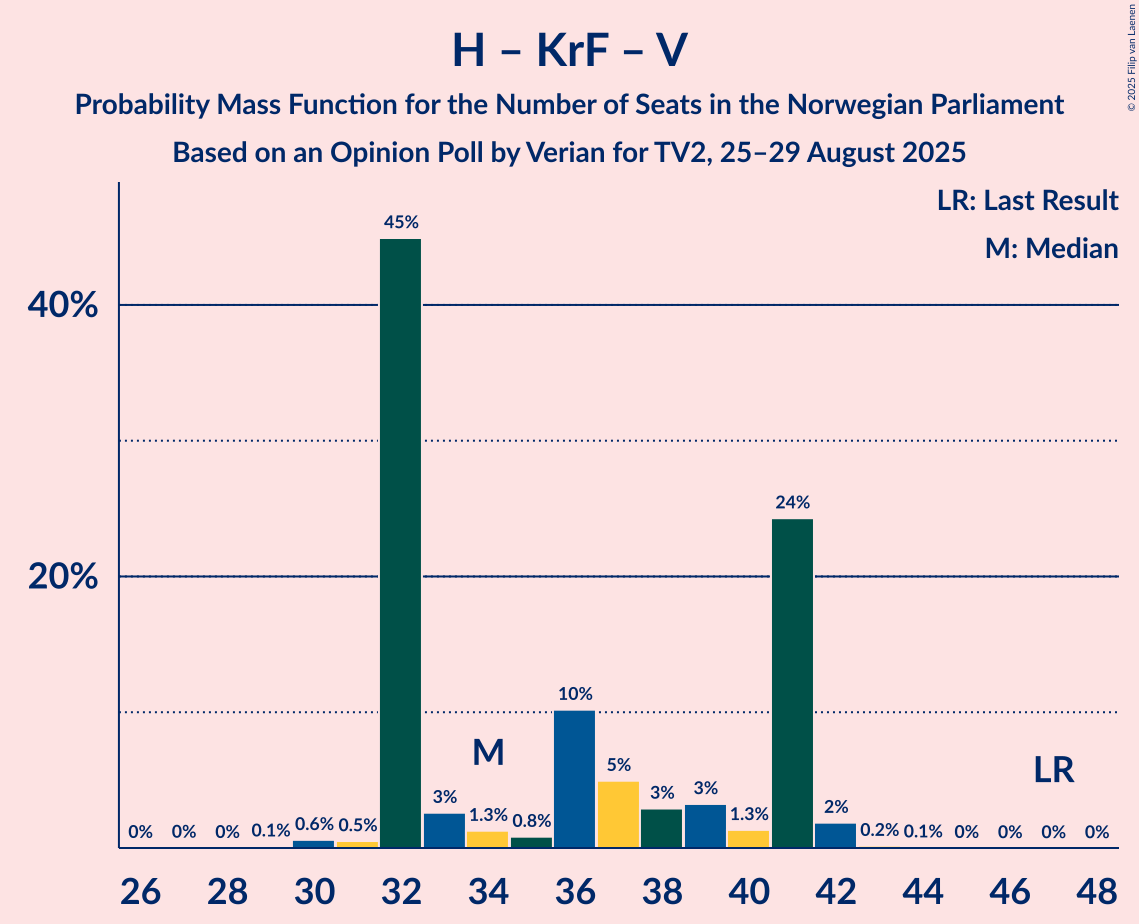 H – KrF – V
Probability Mass Function for the Number of Seats in the Norwegian Parliament
Based on an Opinion Poll by Verian for TV2, 25–29 August 2025
© 2025 Filip van Laenen
LR: Last Result
M: Median
40%
20%
0% 0% 0% 0.1% 0.6% 0.5% 45% 3% 1.3% 0.8% 10% 5% 3% 3% 1.3% 24% 2% 0.2% 0.1% 0% 0% 0% 0%
M
LR
26 28 30 32 34 36 38 40 42 44 46 48